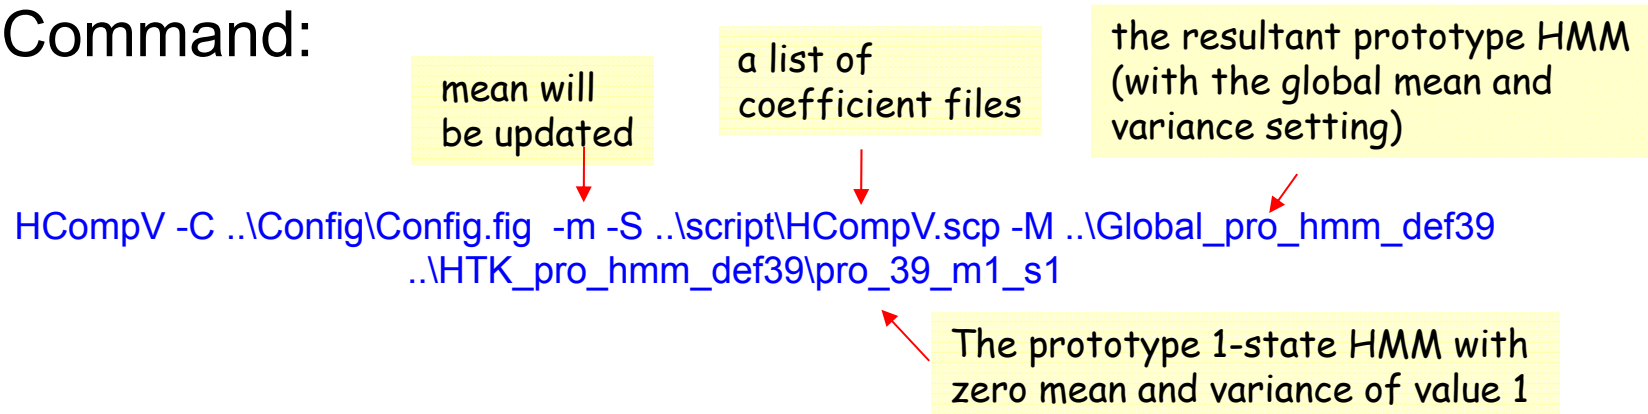 Command:
mean will
be updated
a list of
coefficient files
the resultant prototype HMM
(with the global mean and
variance setting)
HCompV -C ..\Config\Config.fig  -m -S ..\script\HCompV.scp -M ..\Global_pro_hmm_def39
..\HTK_pro_hmm_def39\pro_39_m1_s1
The prototype 1-state HMM with
zero mean and variance of value 1